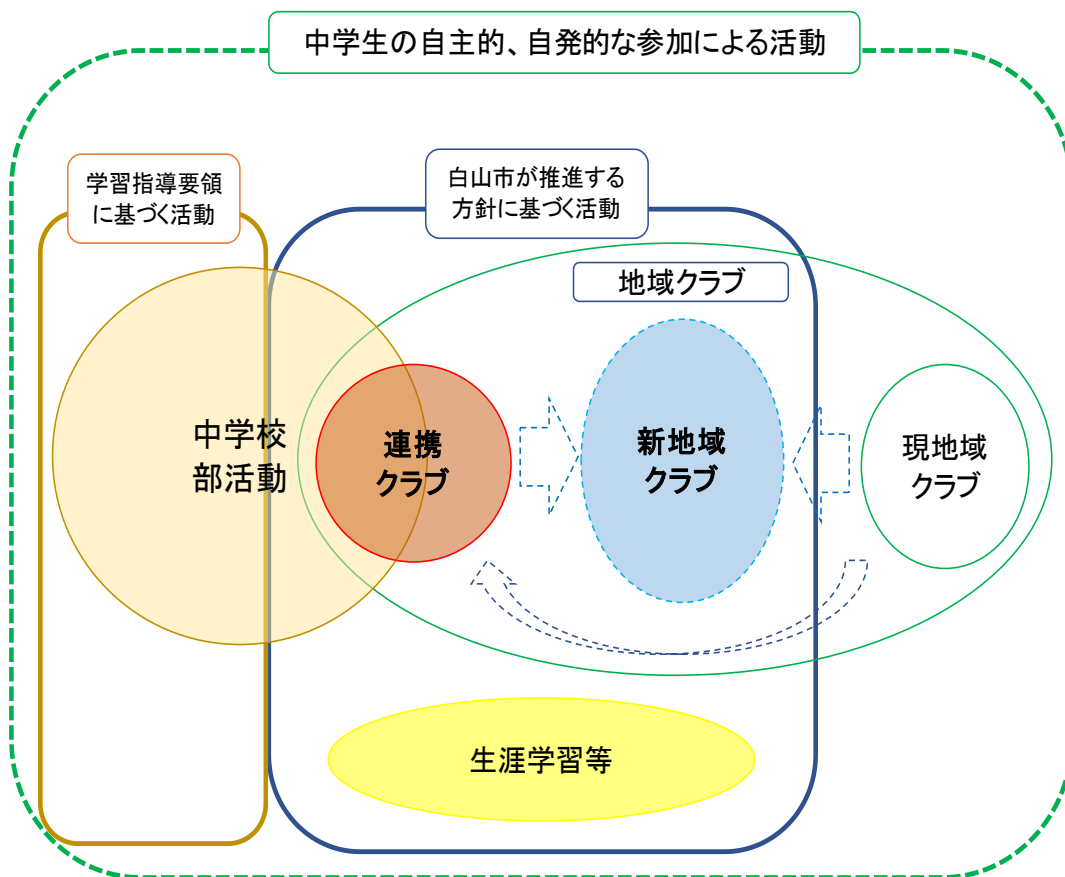 中学生の自主的、自発的な参加による活動
学習指導要領
に基づく活動
白山市が推進する
方針に基づく活動
地域クラブ
中学校
部活動
連携
クラブ
新地域
クラブ
現地域
クラブ
生涯学習等